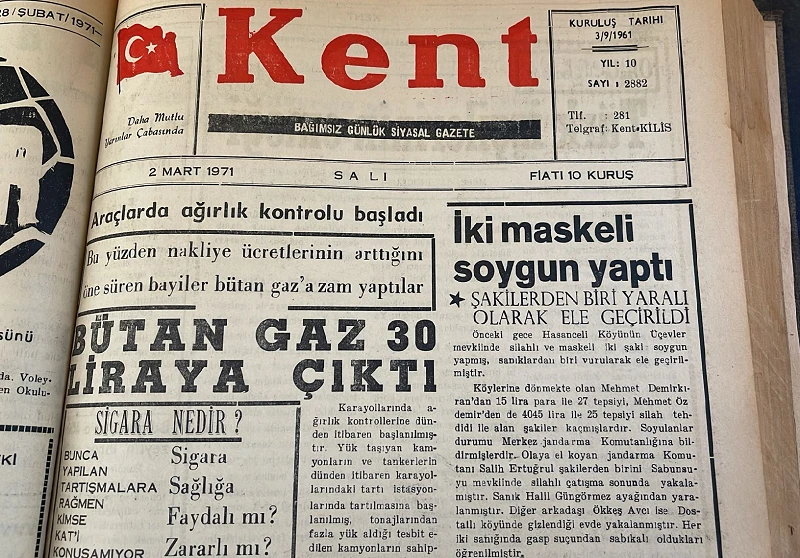 28/ŞUBAT/1971
Daha Mutlu
Yarınlar Çabasında
Kent
BAĞIMSIZ GÜNLÜK SİYASAL GAZETE
KURULUŞ TARİHİ
3/9/1961
YIL: 10
SAYI : 2882
Tlf. : 281
Telgraf: Kent-KİLİS
2 MART 1971
SALI
FİATI 10 KURUŞ
Araçlarda ağırlık kontrolu başladı
Bu yüzden nakliye ücretlerinin arttığını
öne süren bayiler bütan gaz'a zam yaptılar
BÜTAN GAZ 30
LİRAYA ÇIKTI
SİGARA NEDİR ?
BUNCA
YAPILAN
TARTIŞMALARA
RAĞMEN
KİMSE
KAT'İ
KONUŞAMIYOR
Sigara
Sağlığa
Faydalı mı?
Zararlı mı?
Karayollarında a-
ğırlık kontrollerine dün-
den itibaren başlanılmış-
tır. Yük taşıyan kam-
yonların ve tankerlerin
dünden itibaren karayol-
larındaki tartı istasyon-
larında tartılmasına baş-
lanılmış, tonajlarından
fazla yük aldığı tesbit e-
dilen kamyonların sahip-
İki maskeli
soygun yaptı
★ ŞAKİLERDEN BİRİ YARALI
OLARAK ELE GEÇİRİLDİ
Önceki gece Hasanceli Köyünün Üçevler
mevkiinde silahlı ve maskeli iki şaki soygun
yapmış, sanıklardan biri vurularak ele geçiril-
miştir.
Köylerine dönmekte olan Mehmet Demirkı-
ran'dan 15 lira para ile 27 tepsiyi, Mehmet Öz
demir'den de 4045 lira ile 25 tepsiyi silah teh-
didi ile alan şakiler kaçmışlardır. Soyulanlar
durumu Merkez jandarma Komutanlığına bil-
dirmişlerdir. Olaya el koyan jandarma Komu-
tanı Salih Ertuğrul şakilerden birini Sabunsu-
yu mevkiinde silahlı çatışma sonunda yakala-
mıştır. Sanık Halil Güngörmez ayağından yara-
lanmıştır. Diğer arkadaşı Ökkeş Avcı ise Dos-
tallı köyünde gizlendiği evde yakalanmıştır. Her
iki sanığında gasp suçundan sabıkalı oldukları
öğrenilmiştir.
da. Voley-
en Okulu-